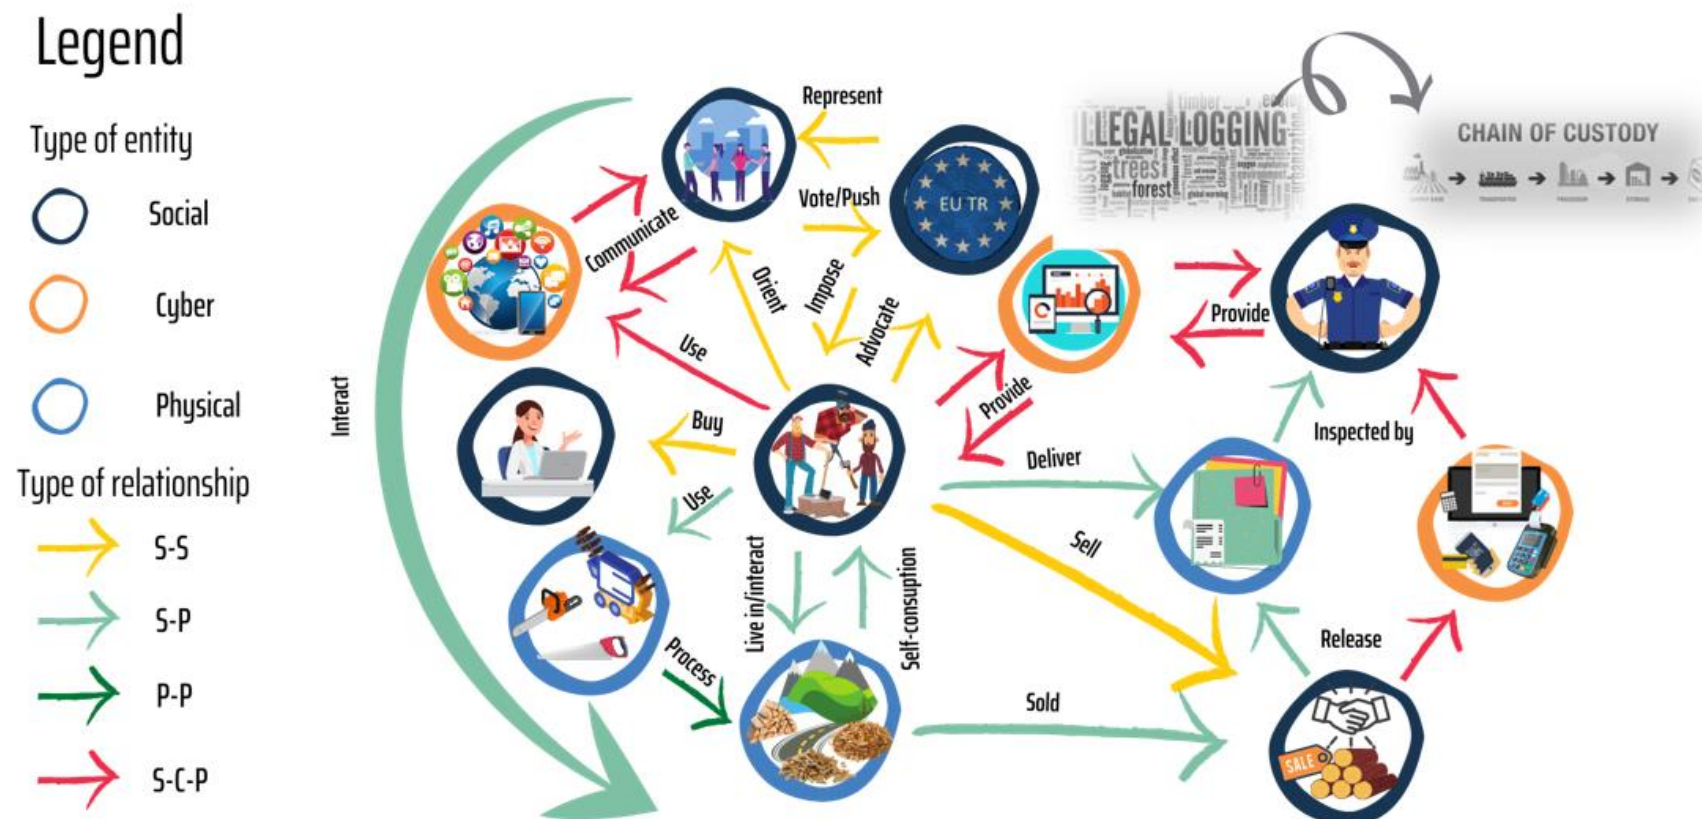 Legend
Type of entity
Social
Cyber
Physical
Type of relationship
S-S
S-P
P-P
S-C-P
Interact
Represent
Vote/Push
Communicate
Orient
Impose
Advocate
Use
Buy
Use
Provide
Provide
Deliver
Sell
Inspected by
Live in/interact
Self-consuption
Process
Sold
Release
EU TR
SALE
ILLEGAL LOGGING
timber
trees
forest
CHAIN OF CUSTODY